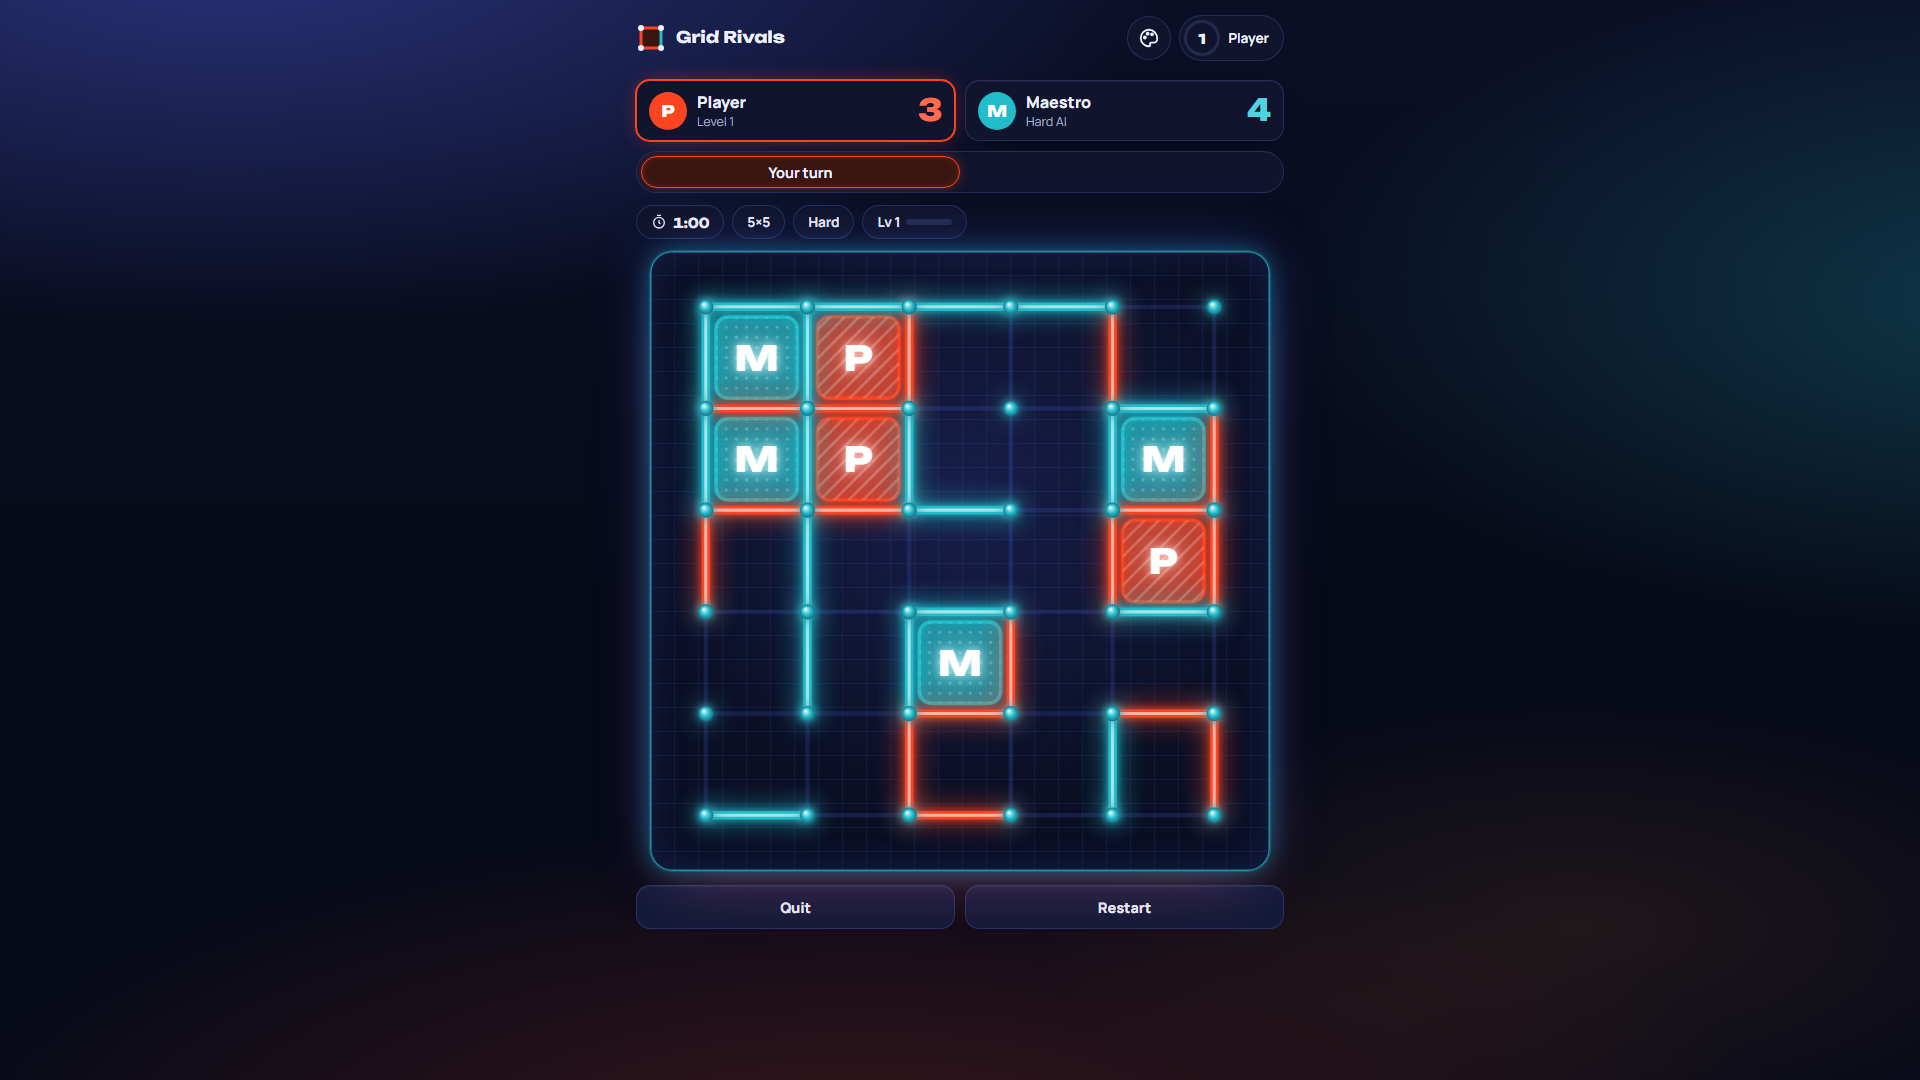 Grid Rivals
1 Player
P Player 3
Level 1
M Maestro 4
Hard AI
Your turn
1:00 5×5 Hard Lv 1
M P
M P M
P
M
Quit Restart